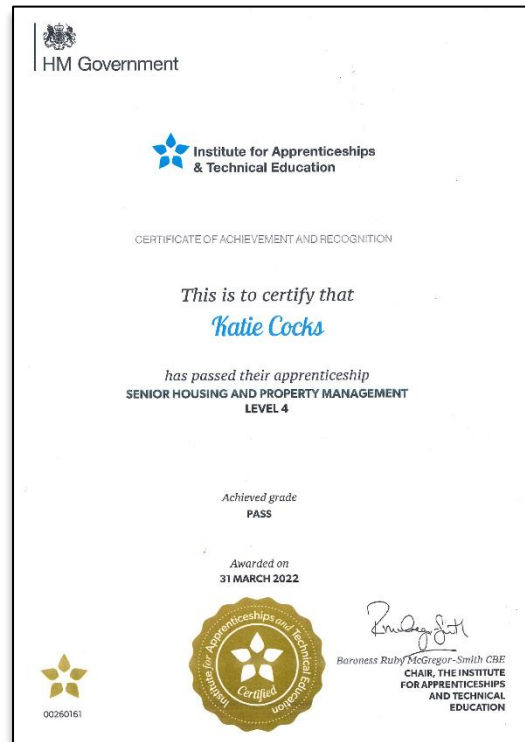 HM Government
Institute for Apprenticeships
& Technical Education
CERTIFICATE OF ACHIEVEMENT AND RECOGNITION
This is to certify that
Katie Cocks
has passed their apprenticeship
SENIOR HOUSING AND PROPERTY MANAGEMENT
LEVEL 4
Achieved grade
PASS
Awarded on
31 MARCH 2022
Institute for Apprenticeships and Technical Education
Certified
Baroness Ruby McGregor-Smith CBE
CHAIR, THE INSTITUTE
FOR APPRENTICESHIPS
AND TECHNICAL
EDUCATION
00260161